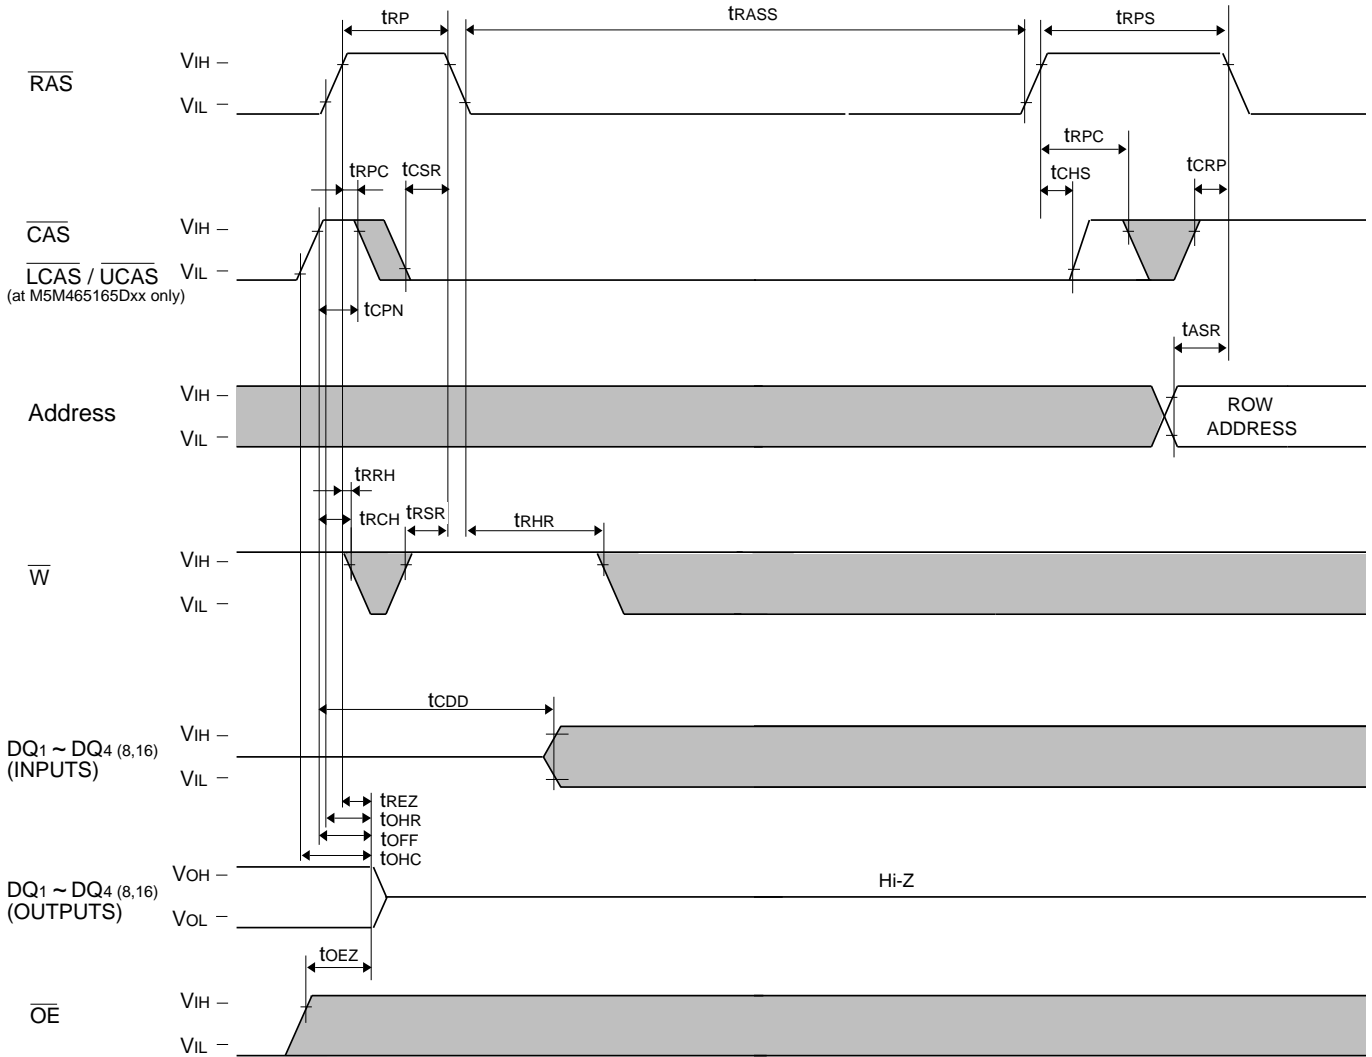 tRP
tRASS
tRPS
RAS
VIH
VIL
tRPC
tCSR
tRPC
tCHS
tCRP
CAS
LCAS / UCAS
(at M5M465165Dxx only)
VIH
VIL
tCPN
tASR
Address
VIH
VIL
ROW
ADDRESS
tRRH
tRCH
tRSR
tRHR
W
VIH
VIL
tCDD
DQ1 ~ DQ4 (8,16)
(INPUTS)
VIH
VIL
tREZ
tOHR
tOFF
tOHC
DQ1 ~ DQ4 (8,16)
(OUTPUTS)
VOH
VOL
Hi-Z
tOEZ
OE
VIH
VIL